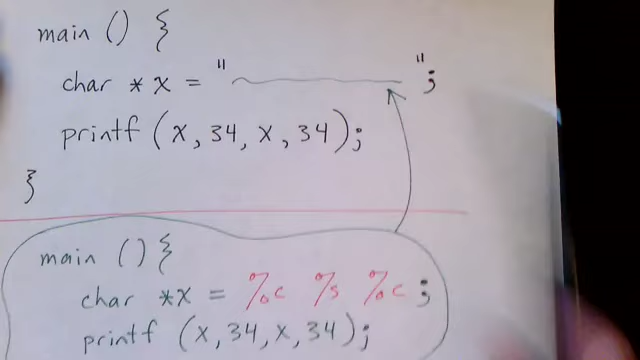 main () {
char *x = " ";
printf (x, 34, x, 34);
}
main () {
char *x = %c %s %c ;
printf (x, 34, x, 34);